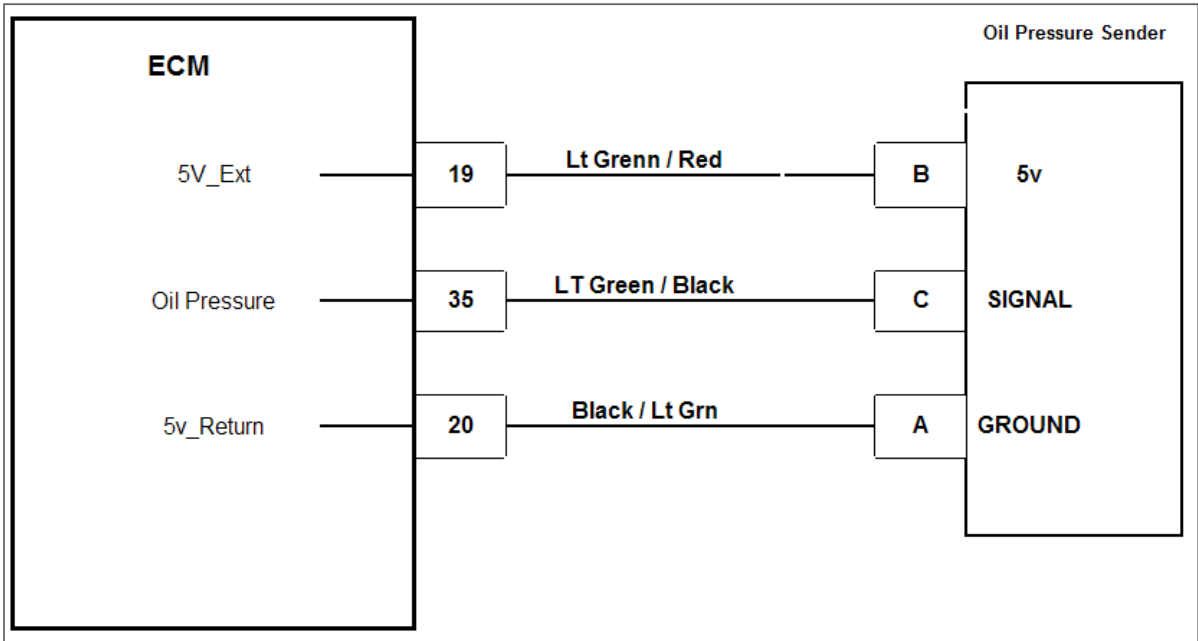 Oil Pressure Sender
ECM
5V_Ext
19
Lt Grenn / Red
B
5v
Oil Pressure
35
LT Green / Black
C
SIGNAL
5v_Return
20
Black / Lt Grn
A
GROUND